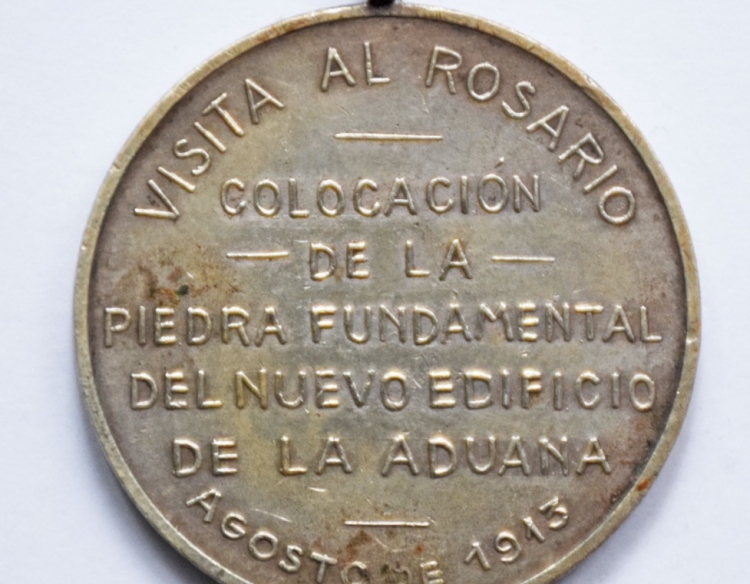 VISITA AL ROSARIO
COLOCACIÓN
DE LA
PIEDRA FUNDAMENTAL
DEL NUEVO EDIFICIO
DE LA ADUANA
AGOSTO DE 1913